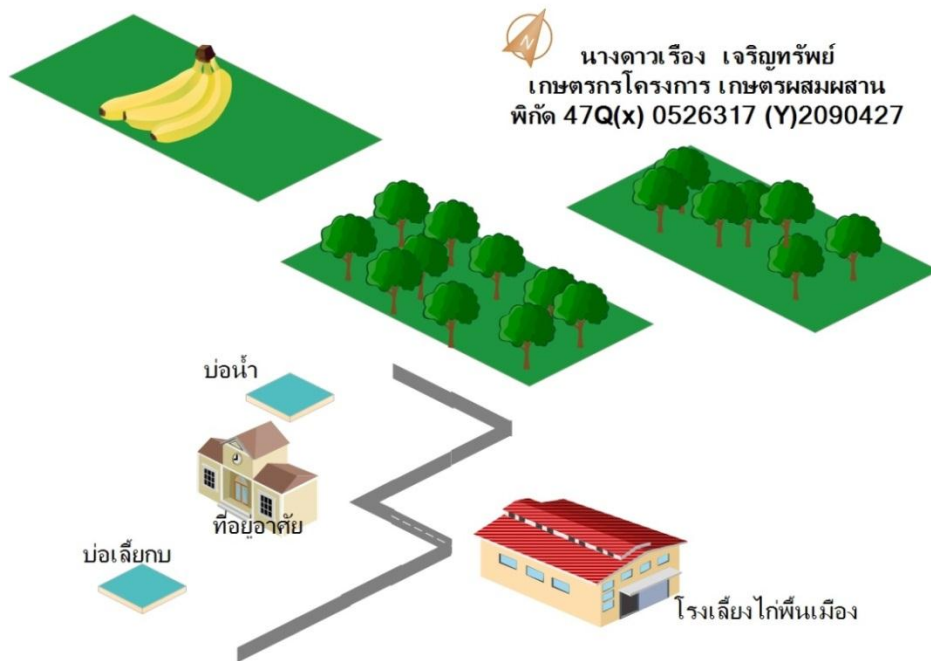 N
นางดาวเรือง เจริญทรัพย์
เกษตรกรโครงการ เกษตรผสมผสาน
พิกัด 47Q(x) 0526317 (Y)2090427
บ่อน้ำ
ที่อยู่อาศัย
บ่อเลี้ยกบ
โรงเลี้ยงไก่พื้นเมือง